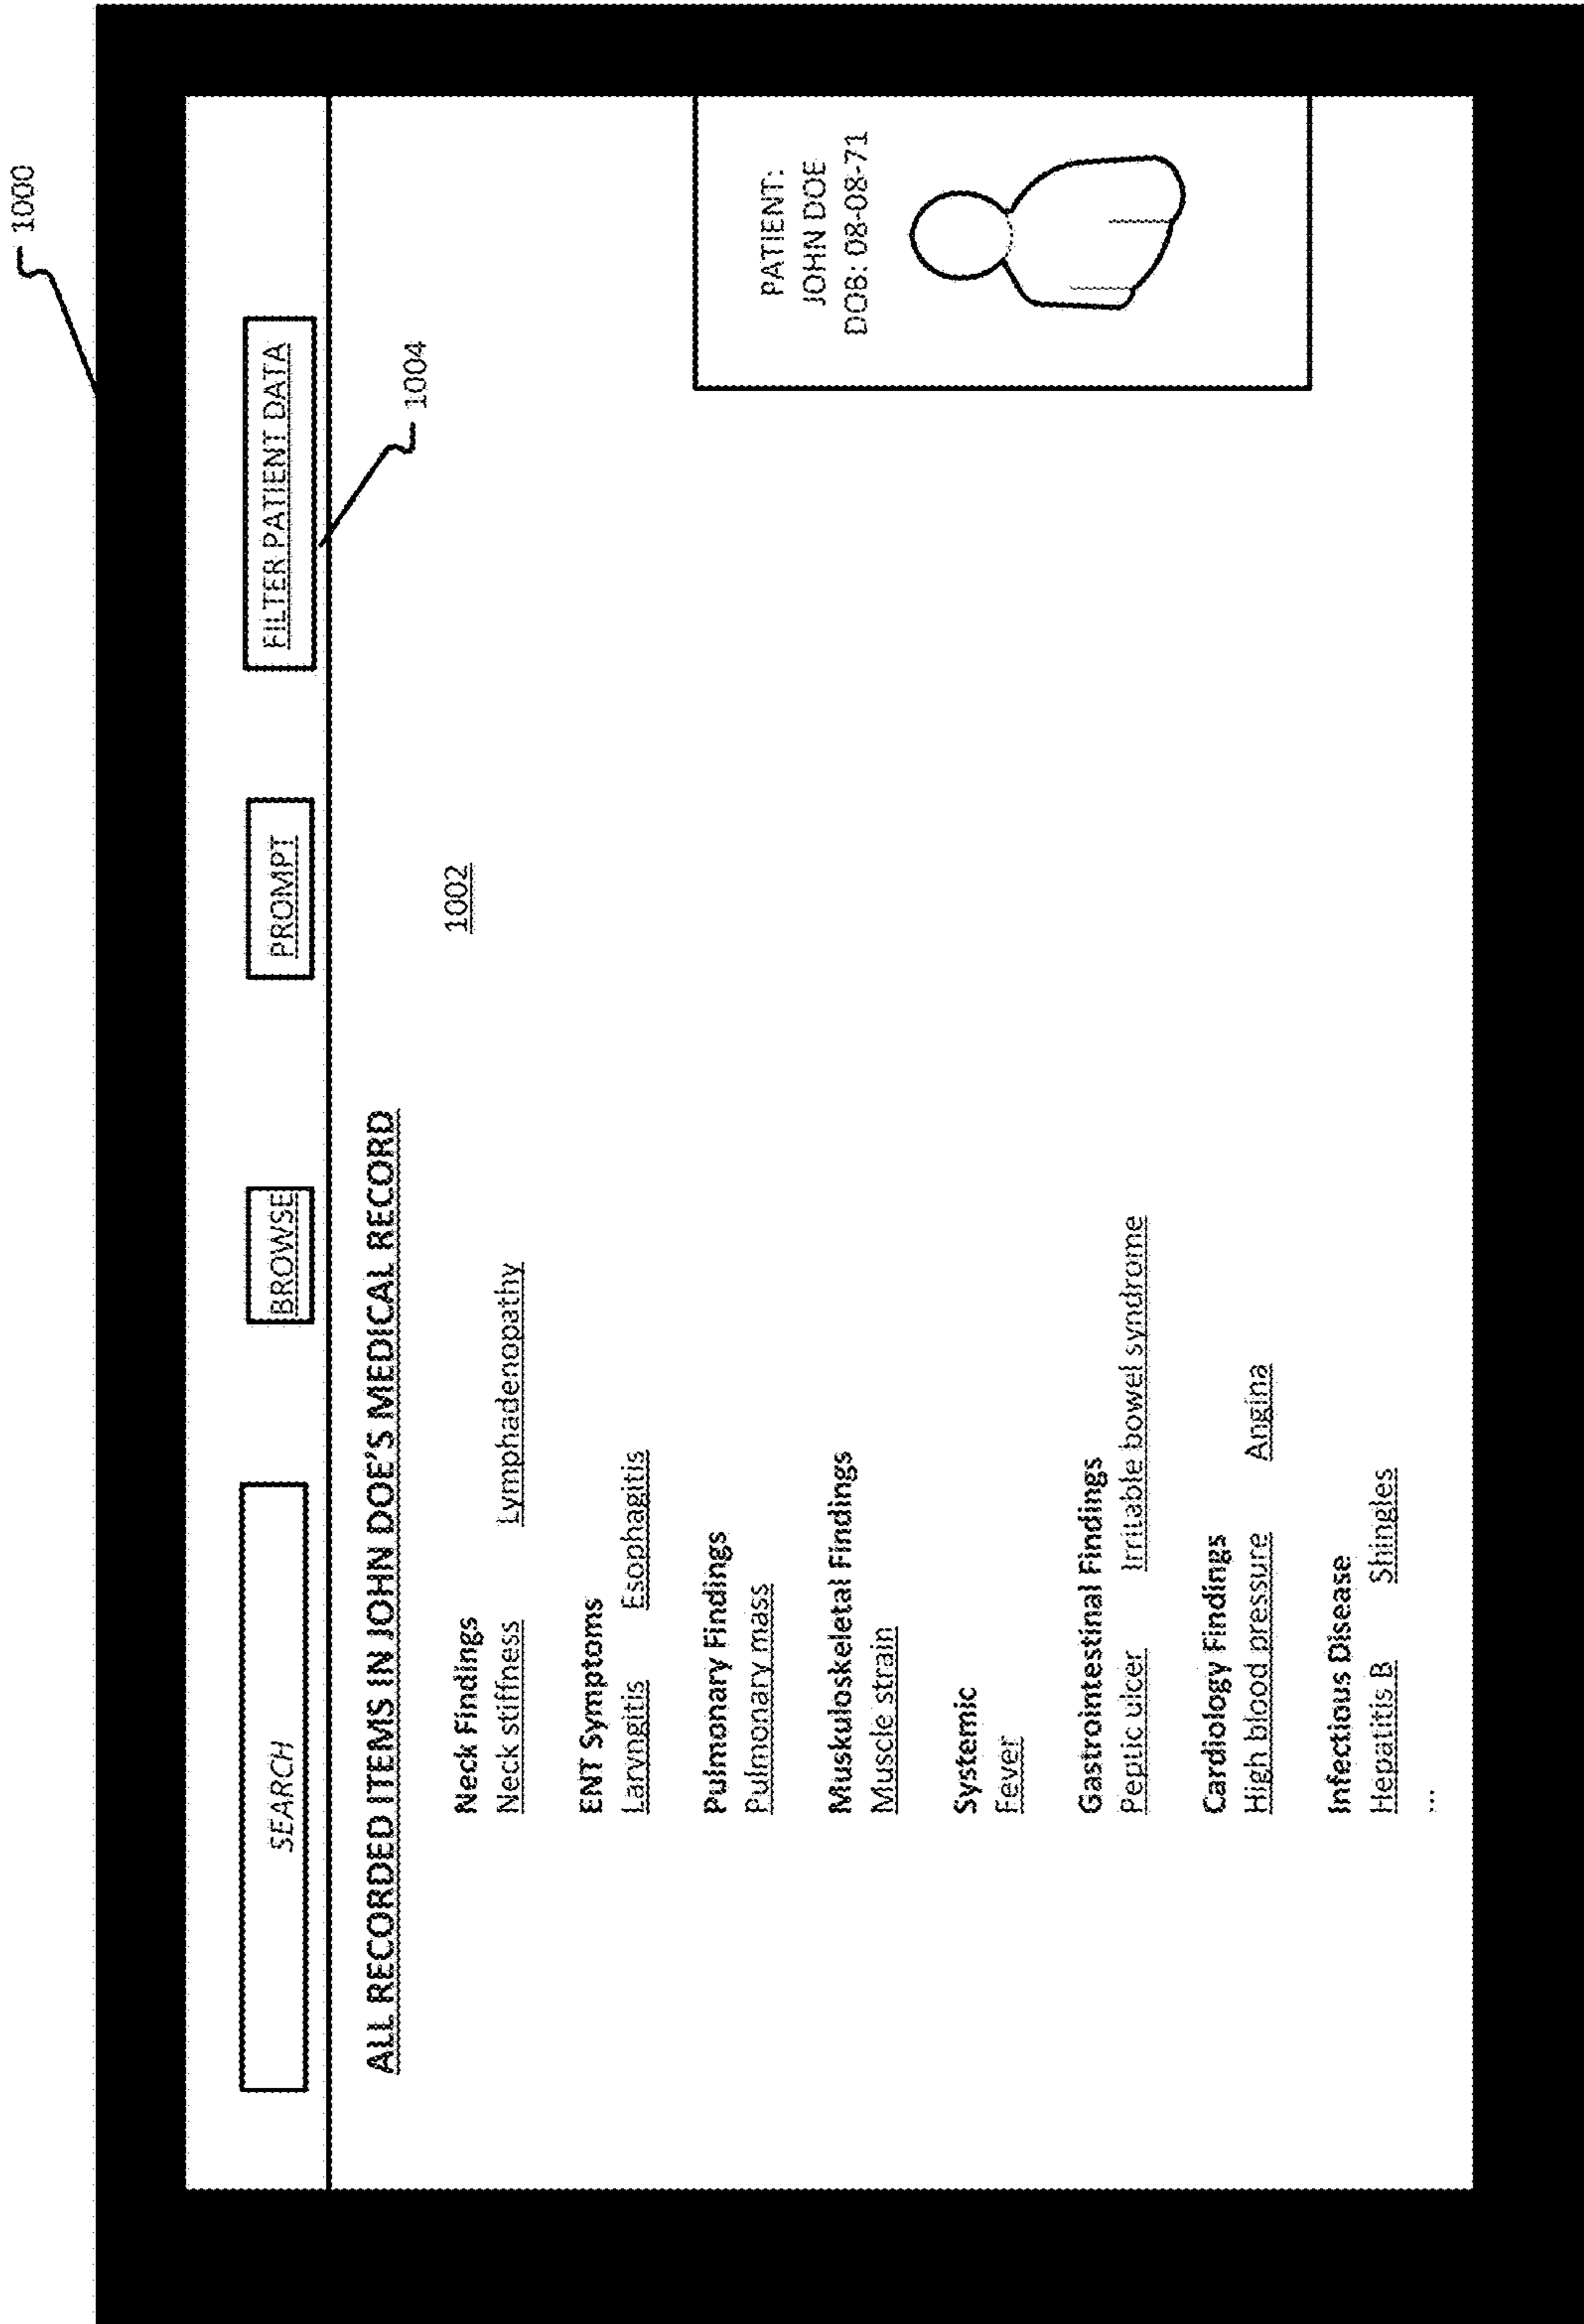 1000
SEARCH BROWSE PROMPT FILTER PATIENT DATA
1004
ALL RECORDED ITEMS IN JOHN DOE'S MEDICAL RECORD
1002
Neck Findings
Neck stiffness Lymphadenopathy
ENT Symptoms
Laryngitis Esophagitis
Pulmonary Findings
Pulmonary mass
Muskuloskeletal Findings
Muscle strain
Systemic
Fever
Gastrointestinal Findings
Peptic ulcer Irritable bowel syndrome
Cardiology Findings
High blood pressure Angina
Infectious Disease
Hepatitis B Shingles
...
PATIENT:
JOHN DOE
DOB: 08-08-71